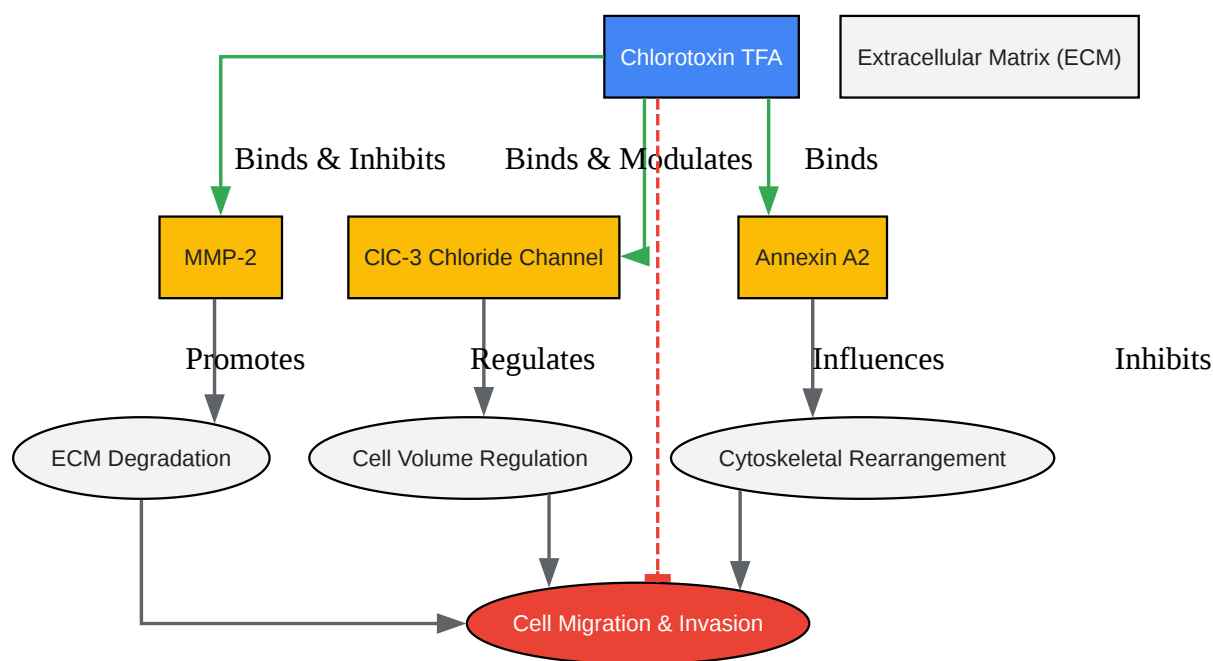 Chlorotoxin TFA
Extracellular Matrix (ECM)
Binds & Inhibits
Binds & Modulates
Binds
MMP-2
ClC-3 Chloride Channel
Annexin A2
Promotes
Regulates
Influences
Inhibits
ECM Degradation
Cell Volume Regulation
Cytoskeletal Rearrangement
Cell Migration & Invasion